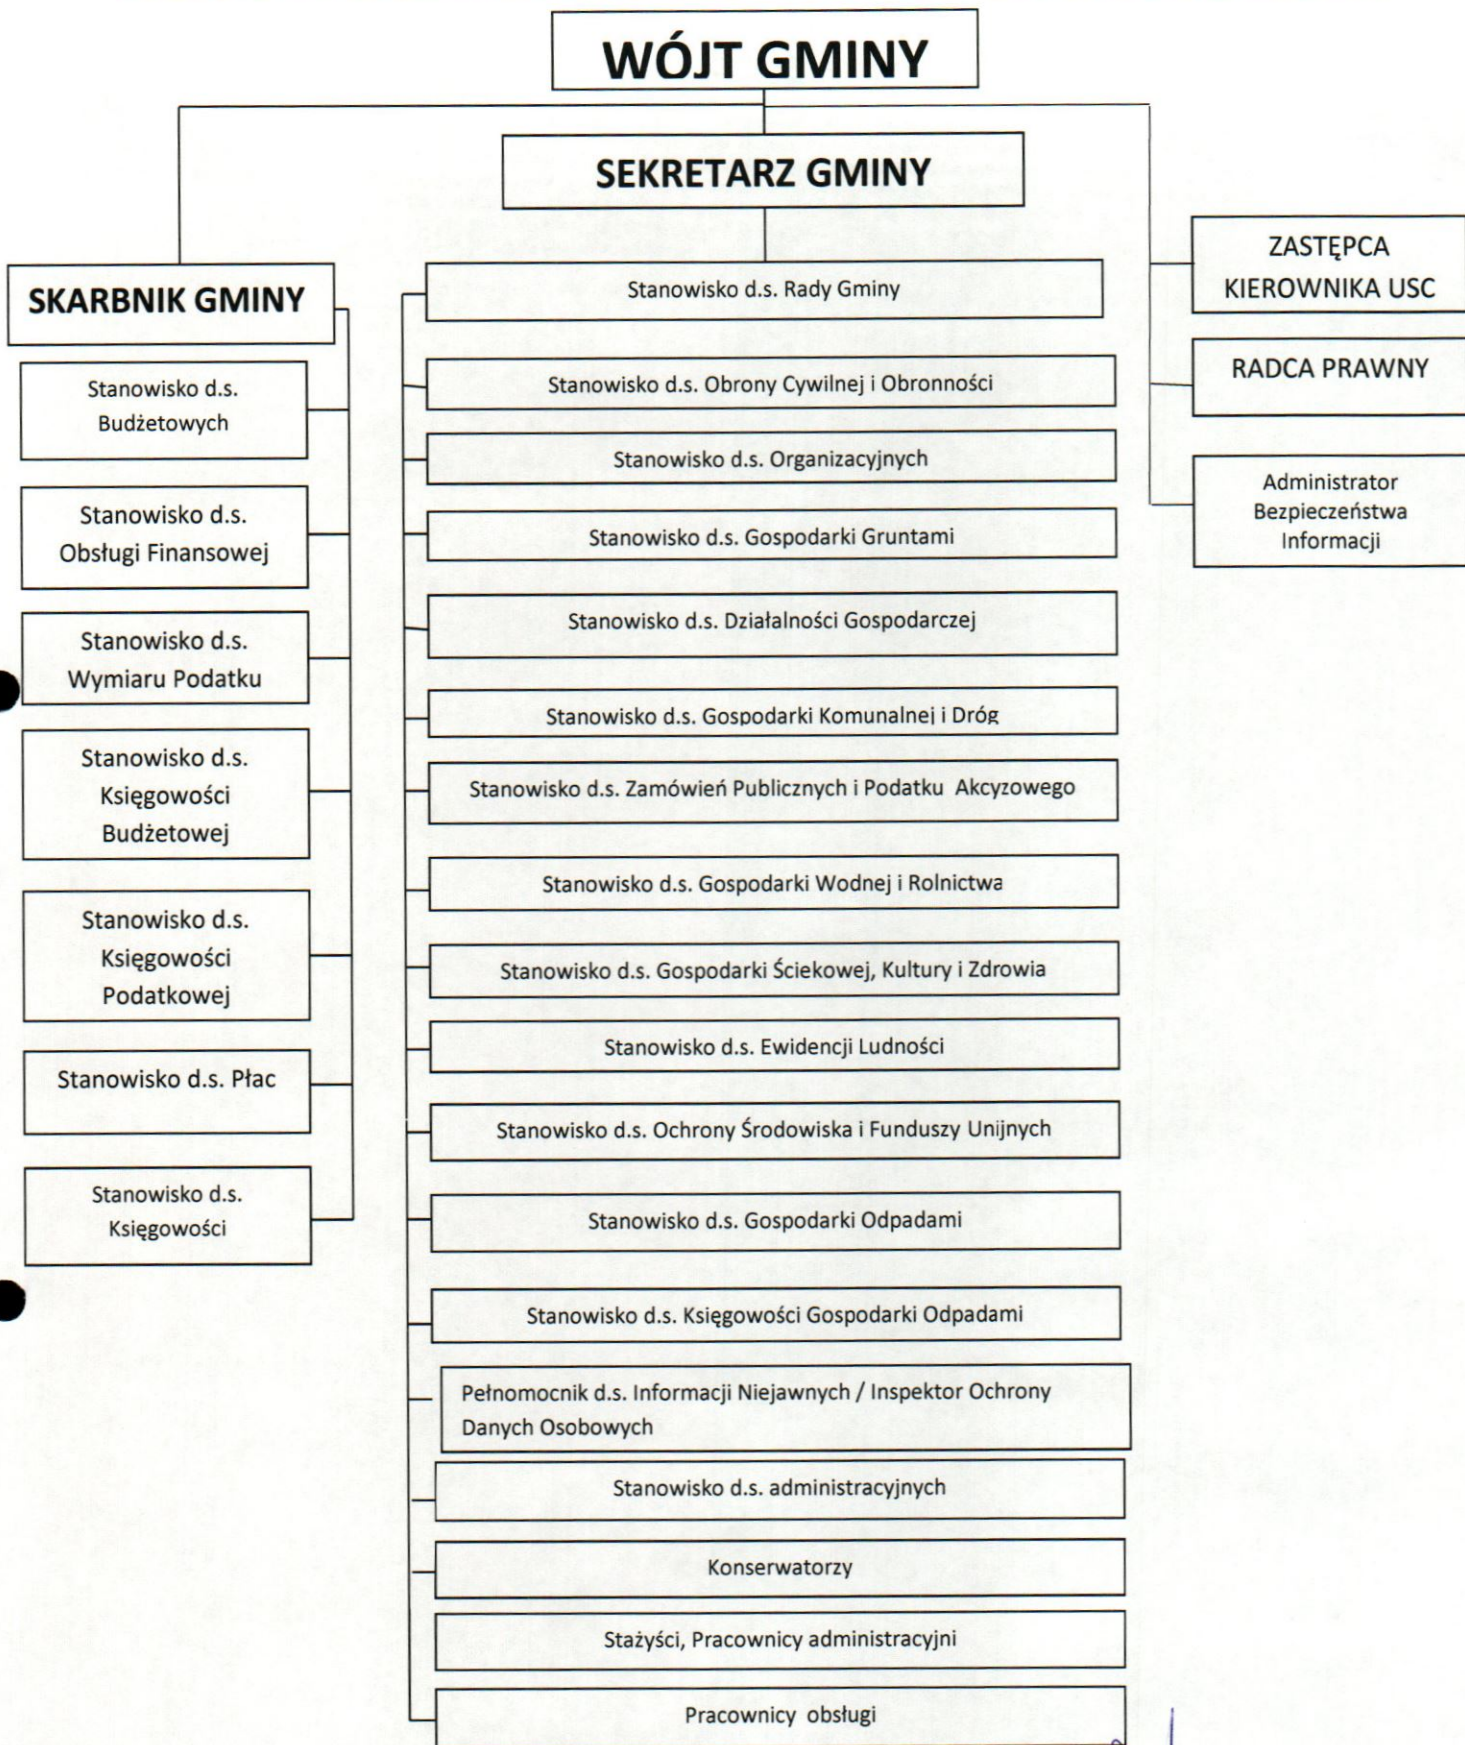 WÓJT GMINY
SEKRETARZ GMINY
SKARBNIK GMINY
Stanowisko d.s.
Budżetowych
Stanowisko d.s.
Obsługi Finansowej
Stanowisko d.s.
Wymiaru Podatku
Stanowisko d.s.
Księgowości
Budżetowej
Stanowisko d.s.
Księgowości
Podatkowej
Stanowisko d.s. Płac
Stanowisko d.s.
Księgowości
Stanowisko d.s. Rady Gminy
Stanowisko d.s. Obrony Cywilnej i Obronności
Stanowisko d.s. Organizacyjnych
Stanowisko d.s. Gospodarki Gruntami
Stanowisko d.s. Działalności Gospodarczej
Stanowisko d.s. Gospodarki Komunalnej i Dróg
Stanowisko d.s. Zamówień Publicznych i Podatku Akcyzowego
Stanowisko d.s. Gospodarki Wodnej i Rolnictwa
Stanowisko d.s. Gospodarki Ściekowej, Kultury i Zdrowia
Stanowisko d.s. Ewidencji Ludności
Stanowisko d.s. Ochrony Środowiska i Funduszy Unijnych
Stanowisko d.s. Gospodarki Odpadami
Stanowisko d.s. Księgowości Gospodarki Odpadami
Pełnomocnik d.s. Informacji Niejawnych / Inspektor Ochrony
Danych Osobowych
Stanowisko d.s. administracyjnych
Konserwatorzy
Stażyści, Pracownicy administracyjni
Pracownicy obsługi
ZASTĘPCA
KIEROWNIKA USC
RADCA PRAWNY
Administrator
Bezpieczeństwa
Informacji